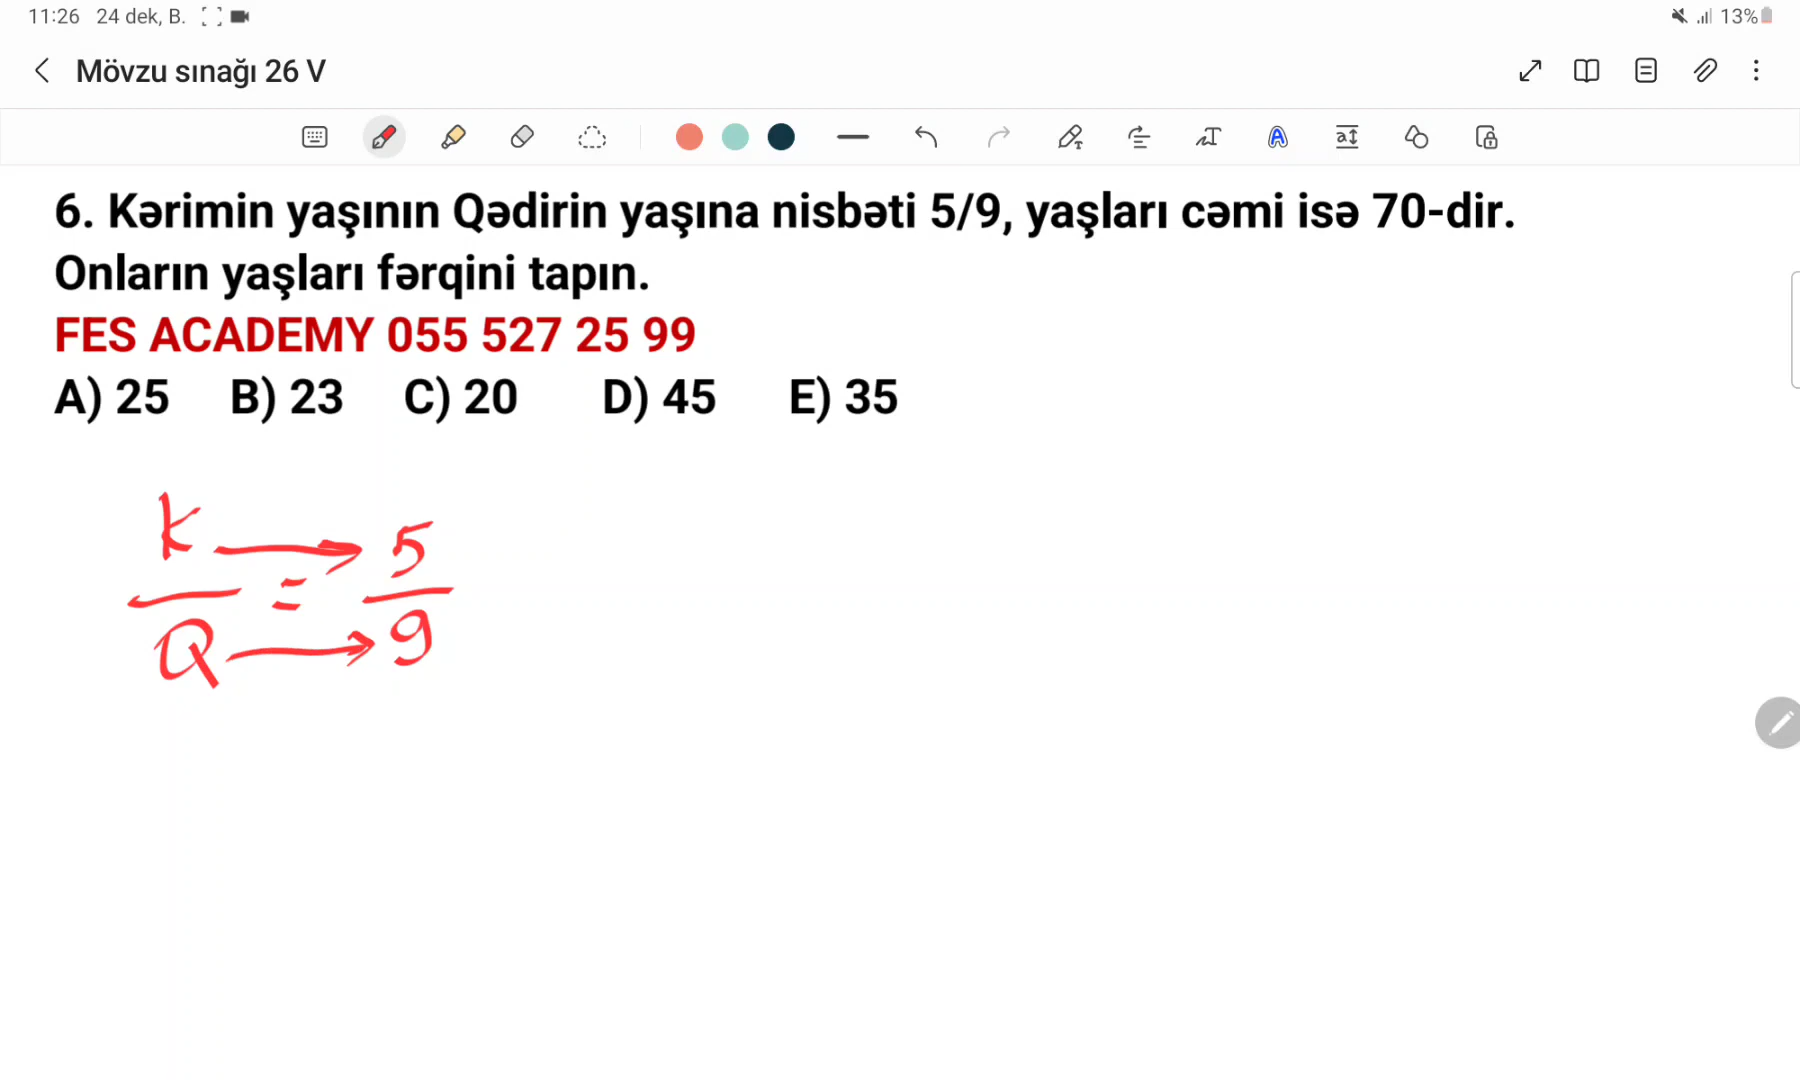 11:26 24 dek, B. 13%
Mövzu sınağı 26 V
6. Kərimin yaşının Qədirin yaşına nisbəti 5/9, yaşları cəmi isə 70-dir.
Onların yaşları fərqini tapın.
FES ACADEMY 055 527 25 99
A) 25 B) 23 C) 20 D) 45 E) 35
K → 5
=
Q → 9